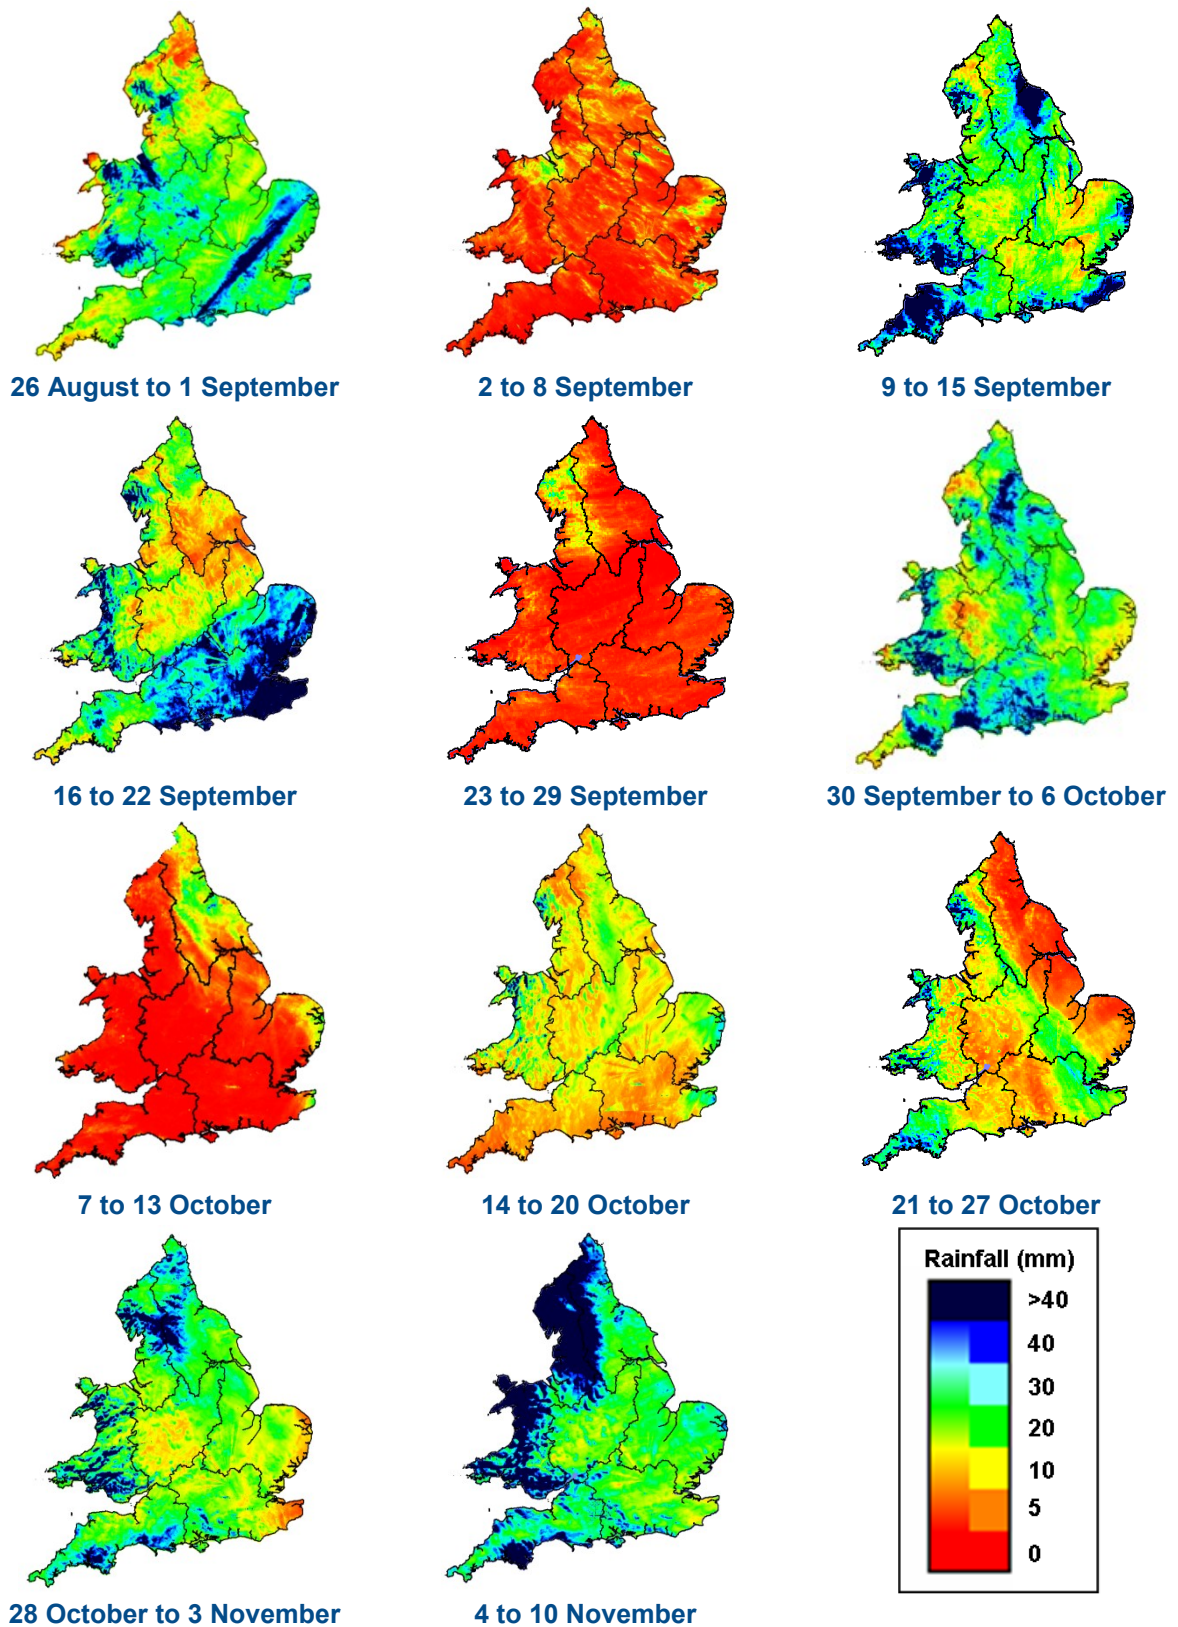 26 August to 1 September
2 to 8 September
9 to 15 September
16 to 22 September
23 to 29 September
30 September to 6 October
7 to 13 October
14 to 20 October
21 to 27 October
28 October to 3 November
4 to 10 November
Rainfall (mm)
>40
40
30
20
10
5
0